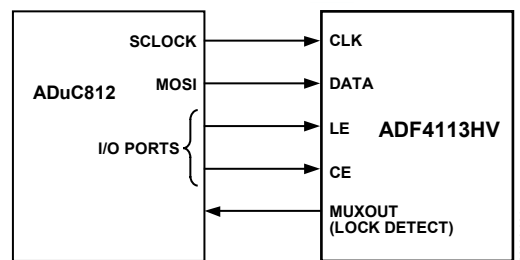 SCLOCK
MOSI
ADuC812
I/O PORTS
CLK
DATA
LE
ADF4113HV
CE
MUXOUT
(LOCK DETECT)